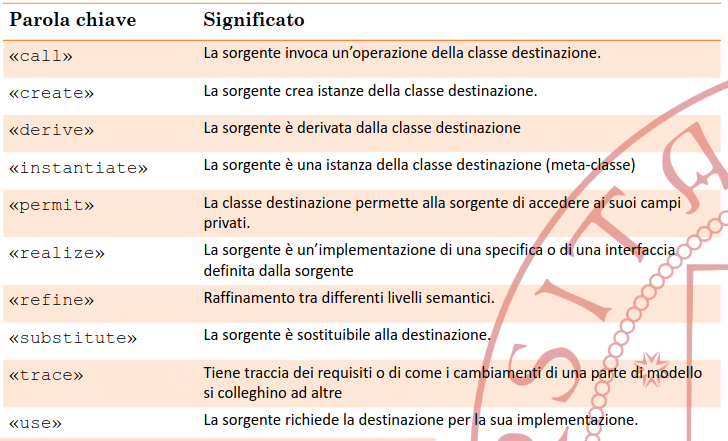 Parola chiave Significato
«call» La sorgente invoca un'operazione della classe destinazione.
«create» La sorgente crea istanze della classe destinazione.
«derive» La sorgente è derivata dalla classe destinazione
«instantiate» La sorgente è una istanza della classe destinazione (meta-classe)
«permit» La classe destinazione permette alla sorgente di accedere ai suoi campi
privati.
«realize» La sorgente è un'implementazione di una specifica o di una interfaccia
definita dalla sorgente
«refine» Raffinamento tra differenti livelli semantici.
«substitute» La sorgente è sostituibile alla destinazione.
«trace» Tiene traccia dei requisiti o di come i cambiamenti di una parte di modello
si colleghino ad altre
«use» La sorgente richiede la destinazione per la sua implementazione.